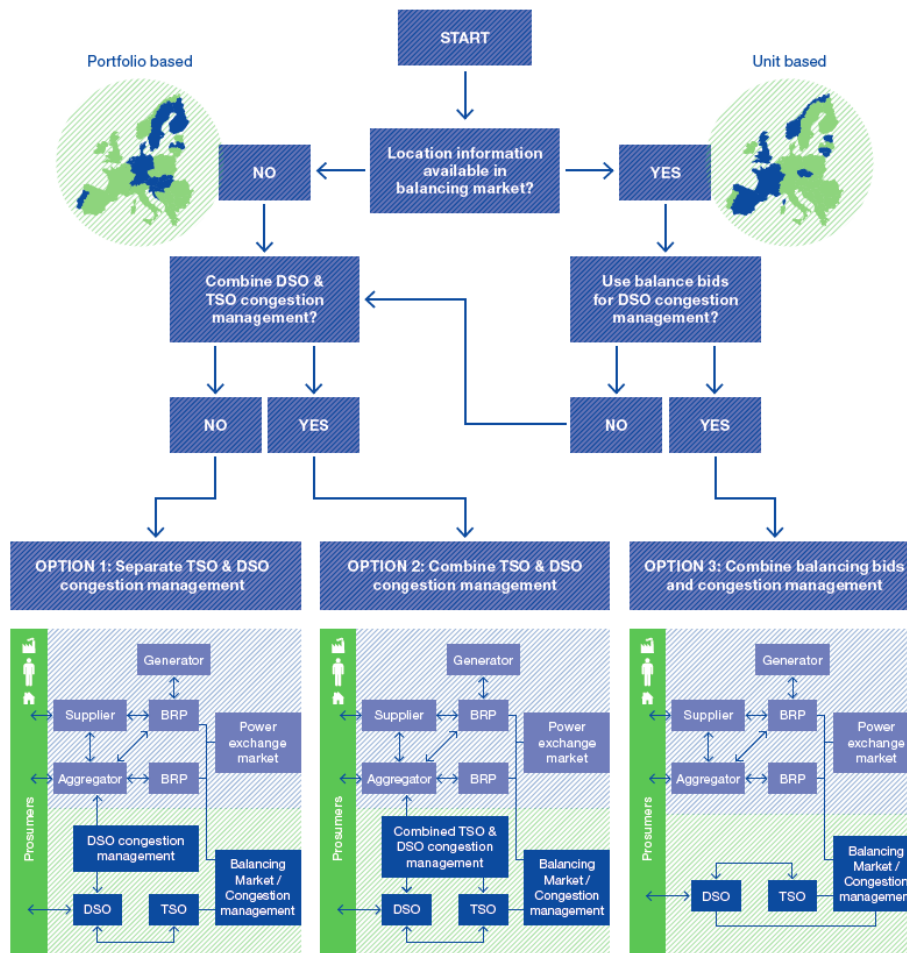 START
Portfolio based
Unit based
Location information
available in
balancing market?
NO
YES
Combine DSO &
TSO congestion
management?
Use balance bids
for DSO congestion
management?
NO
YES
NO
YES
OPTION 1: Separate TSO & DSO
congestion management
OPTION 2: Combine TSO & DSO
congestion management
OPTION 3: Combine balancing bids
and congestion management
Prosumers
Generator
Supplier
BRP
Power
exchange
market
Aggregator
BRP
DSO congestion
management
Balancing
Market /
Congestion
management
DSO
TSO
Prosumers
Generator
Supplier
BRP
Power
exchange
market
Aggregator
BRP
Combined TSO &
DSO congestion
management
Balancing
Market /
Congestion
management
DSO
TSO
Prosumers
Generator
Supplier
BRP
Power
exchange
market
Aggregator
BRP
Balancing
Market /
Congestion
management
DSO
TSO